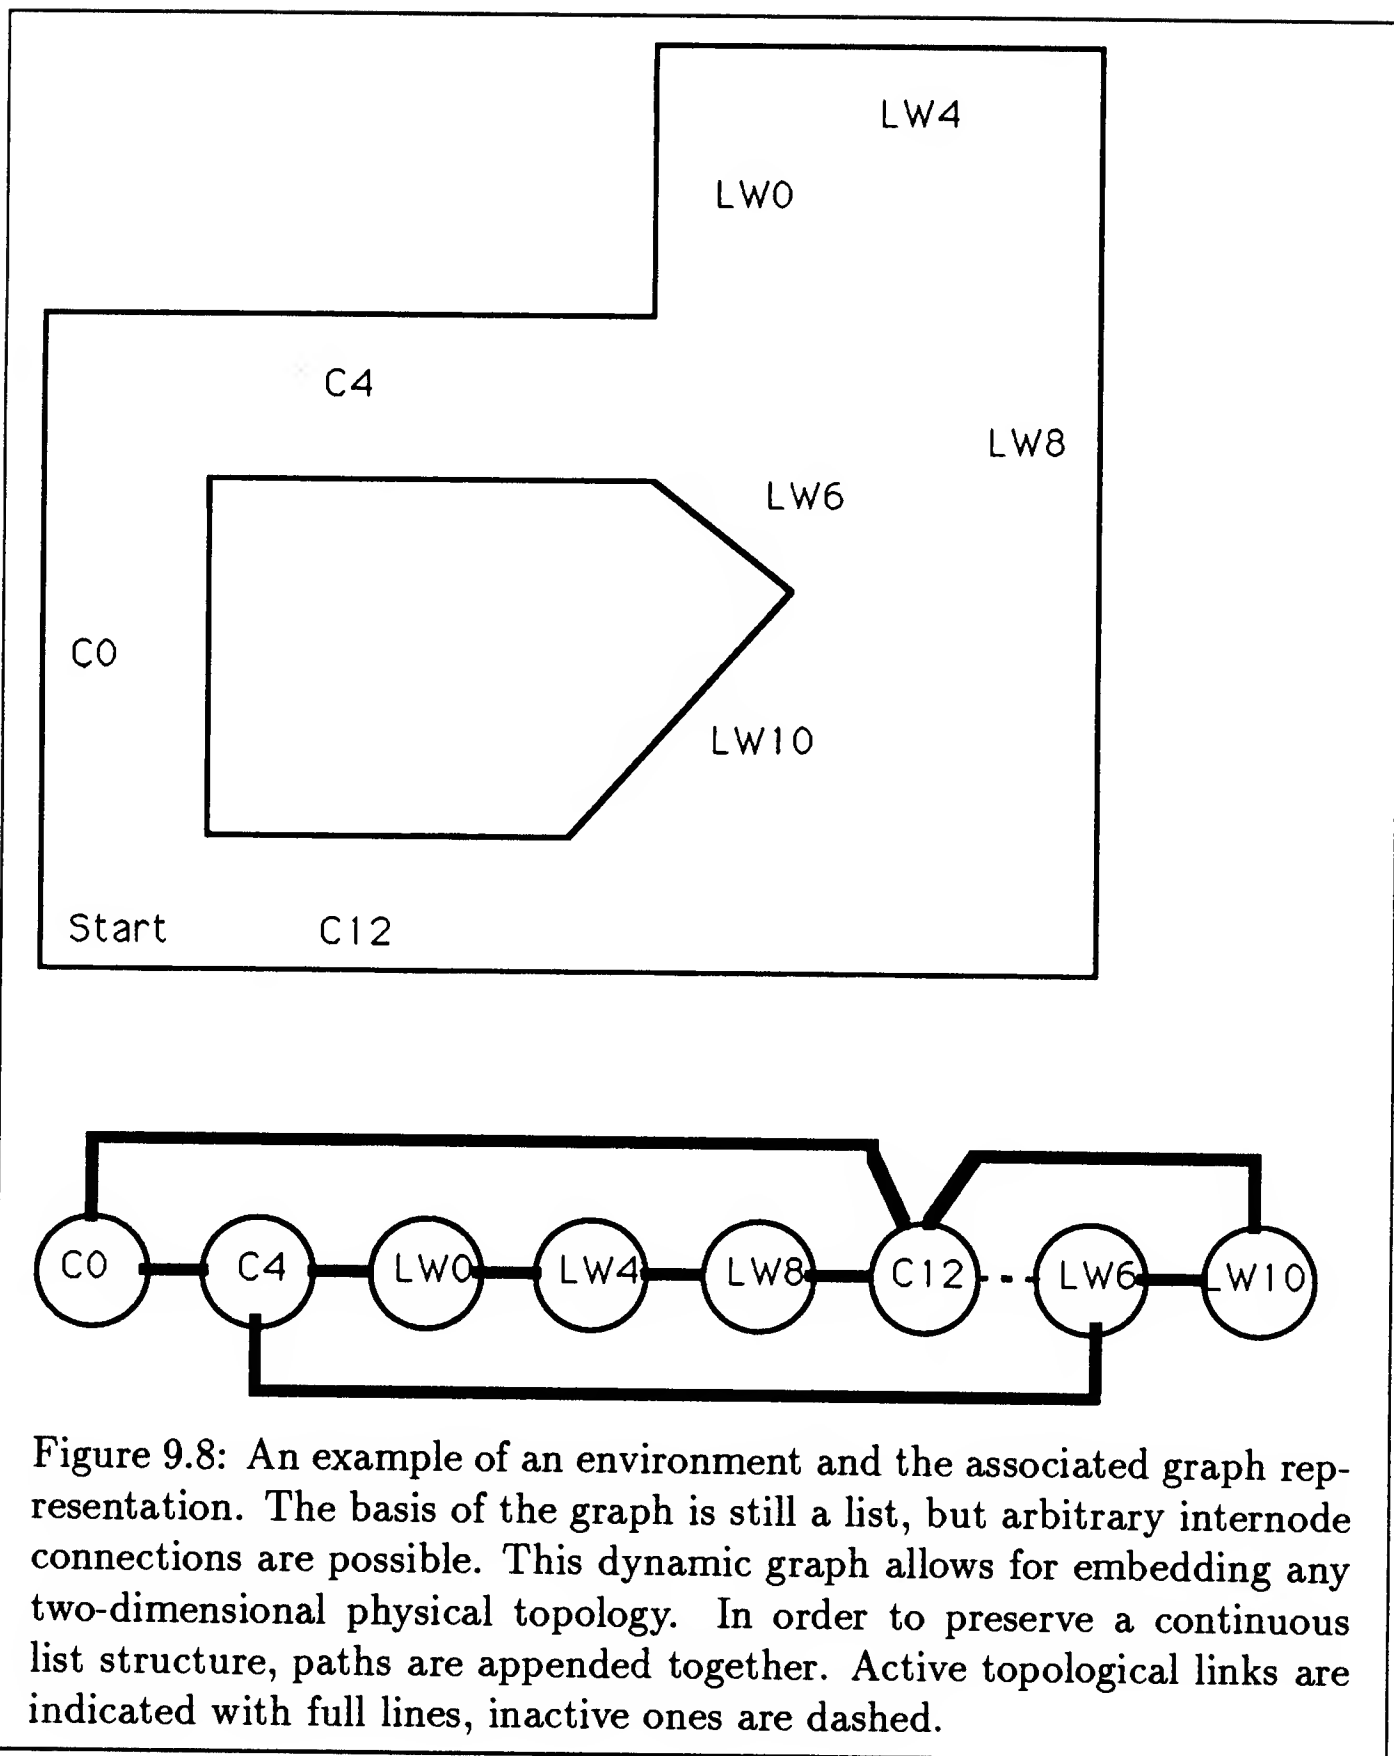 LW4
LW0
C4
LW8
LW6
C0
LW10
Start C12
C0 C4 LW0 LW4 LW8 C12 LW6 LW10
Figure 9.8: An example of an environment and the associated graph rep-
resentation. The basis of the graph is still a list, but arbitrary internode
connections are possible. This dynamic graph allows for embedding any
two-dimensional physical topology. In order to preserve a continuous
list structure, paths are appended together. Active topological links are
indicated with full lines, inactive ones are dashed.